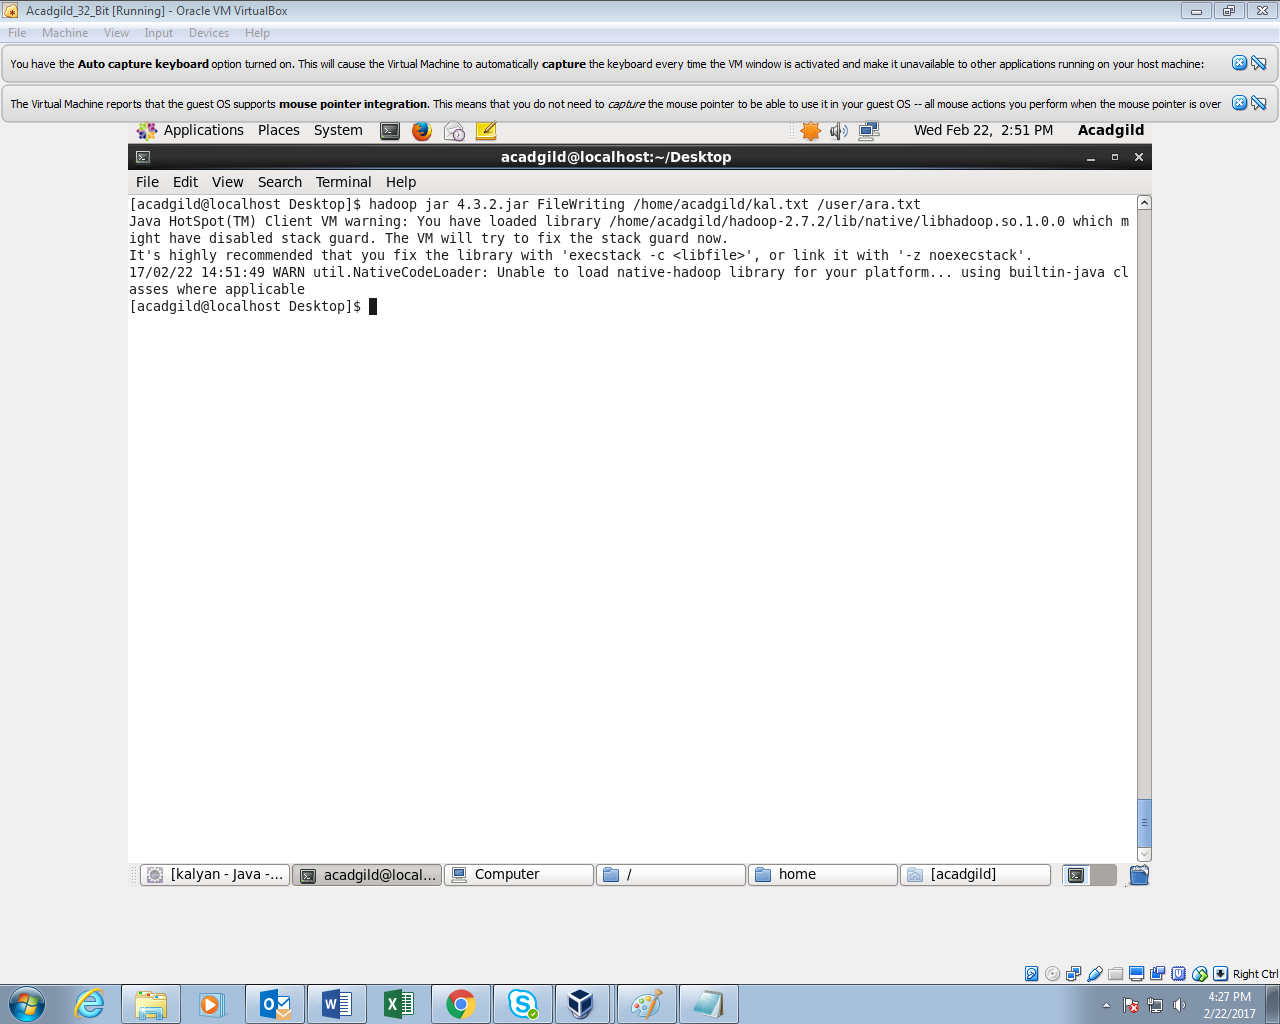 Acadgild_32_Bit [Running] - Oracle VM VirtualBox
File Machine View Input Devices Help
You have the Auto capture keyboard option turned on. This will cause the Virtual Machine to automatically capture the keyboard every time the VM window is activated and make it unavailable to other applications running on your host machine:
The Virtual Machine reports that the guest OS supports mouse pointer integration. This means that you do not need to capture the mouse pointer to be able to use it in your guest OS -- all mouse actions you perform when the mouse pointer is over
Applications Places System Wed Feb 22, 2:51 PM Acadgild
acadgild@localhost:~/Desktop
File Edit View Search Terminal Help
[acadgild@localhost Desktop]$ hadoop jar 4.3.2.jar FileWriting /home/acadgild/kal.txt /user/ara.txt
Java HotSpot(TM) Client VM warning: You have loaded library /home/acadgild/hadoop-2.7.2/lib/native/libhadoop.so.1.0.0 which m
ight have disabled stack guard. The VM will try to fix the stack guard now.
It's highly recommended that you fix the library with 'execstack -c <libfile>', or link it with '-z noexecstack'.
17/02/22 14:51:49 WARN util.NativeCodeLoader: Unable to load native-hadoop library for your platform... using builtin-java cl
asses where applicable
[acadgild@localhost Desktop]$
[kalyan - Java -... acadgild@local... Computer / home [acadgild]
Right Ctrl
4:27 PM
2/22/2017